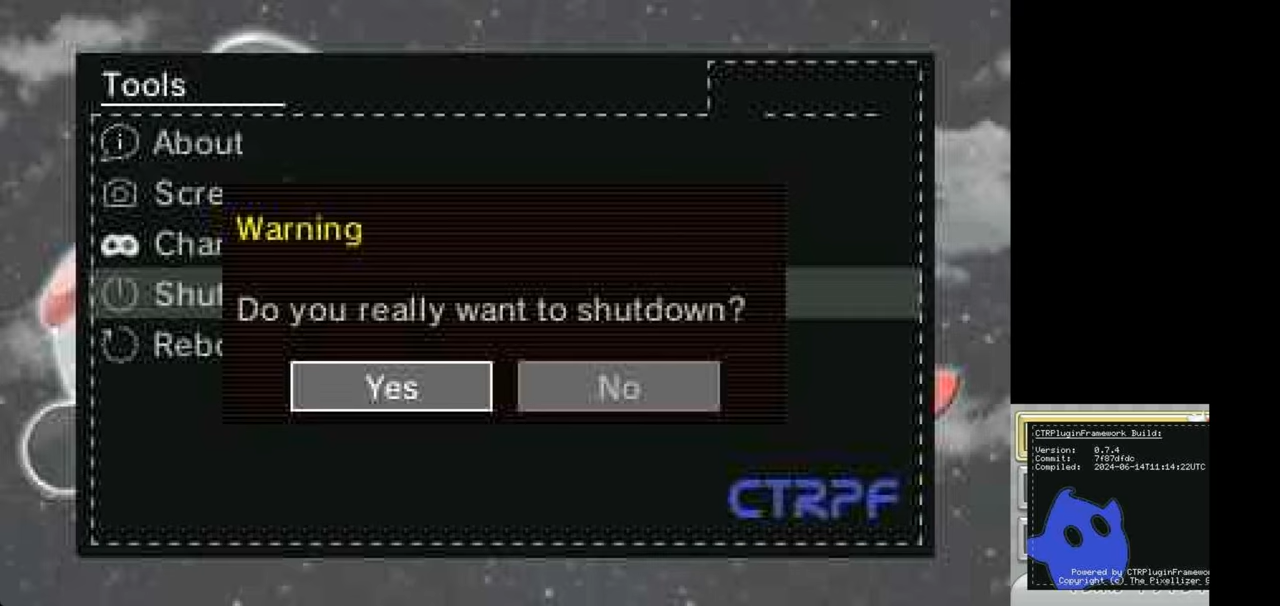 Tools
About
Scre
Char
Shut
Rebo
Warning
Do you really want to shutdown?
Yes
No
CTRPF
CTRPluginFramework Build:
Version: 0.7.4
Commit: 7f87dfdc
Compiled: 2024-06-14T11:14:22UTC
Powered by CTRPluginFramewo
Copyright (c) The Pixellizer